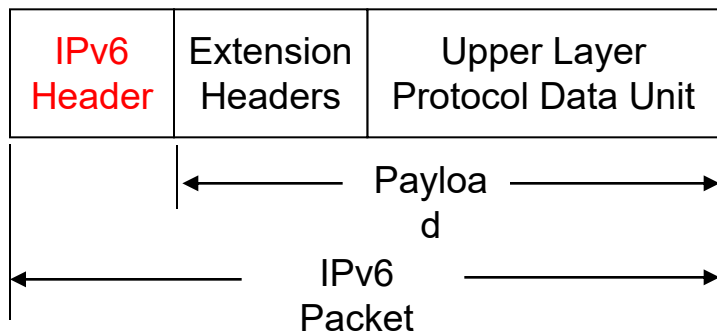 IPv6 Extension Upper Layer
Header Headers Protocol Data Unit
Payloa
d
IPv6
Packet